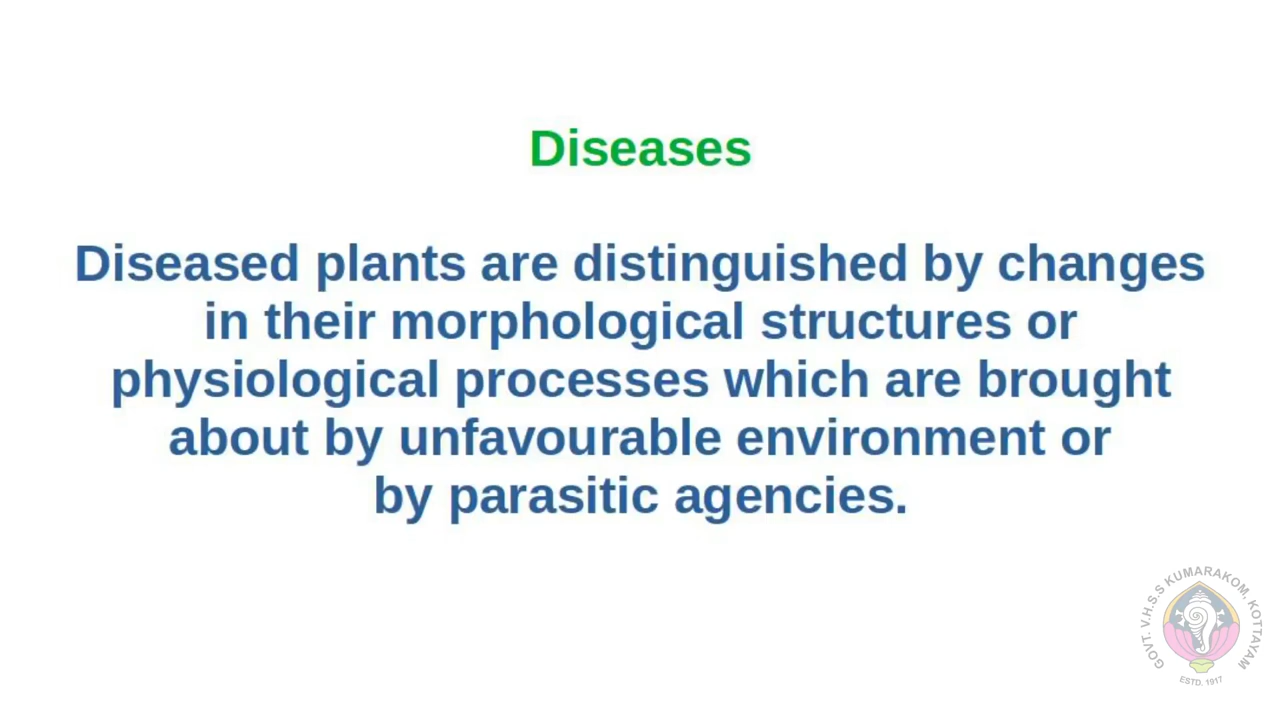 Diseases
Diseased plants are distinguished by changes
in their morphological structures or
physiological processes which are brought
about by unfavourable environment or
by parasitic agencies.
GOVT. V.H.S.S KUMARAKOM, KOTTAYAM
ESTD. 1917